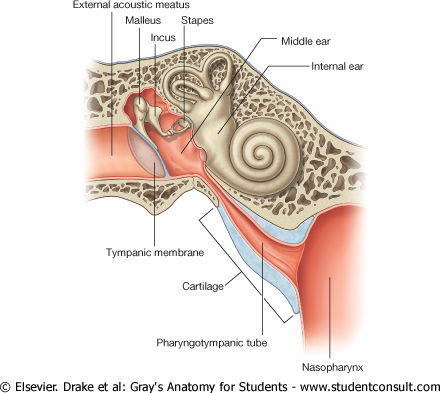 External acoustic meatus
Malleus
Stapes
Incus
Middle ear
Internal ear
Tympanic membrane
Cartilage
Pharyngotympanic tube
Nasopharynx
© Elsevier. Drake et al: Gray's Anatomy for Students - www.studentconsult.com